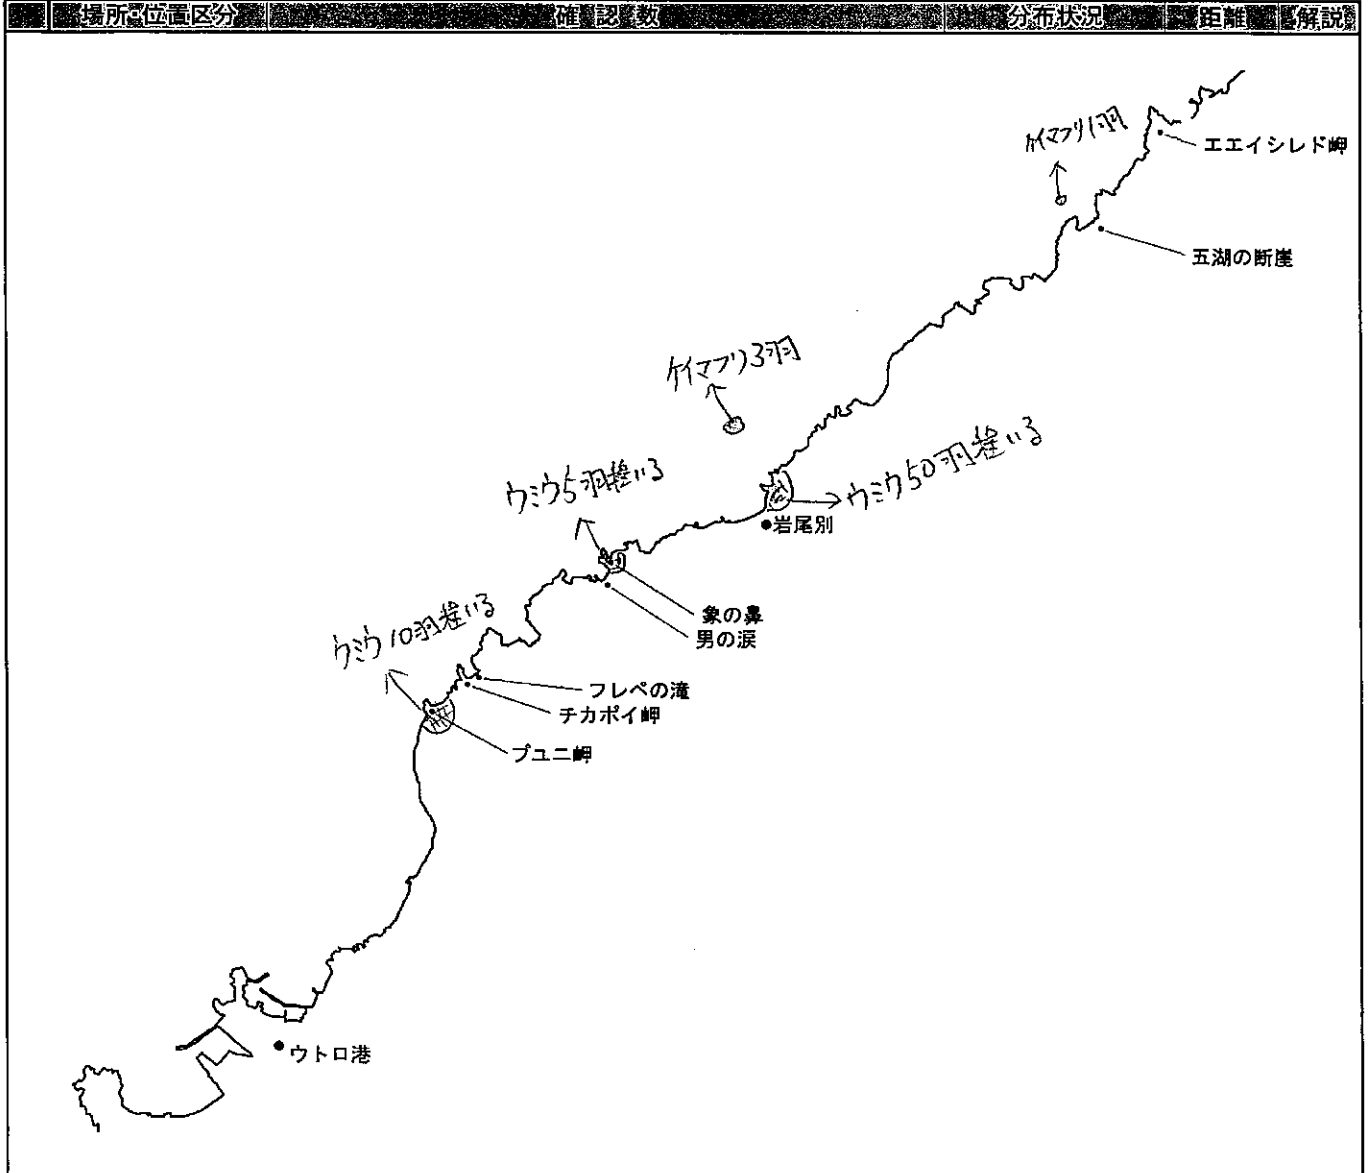 場所・位置区分 確認数 分布状況 距離 解説
ケイマフリ1羽
エエイシレド岬
五湖の断崖
ケイマフリ3羽
ウミウ50羽程いる
ウミウ5羽程いる
岩尾別
象の鼻
男の涙
ウミウ10羽程いる
フレペの滝
チカポイ岬
プユニ岬
ウトロ港